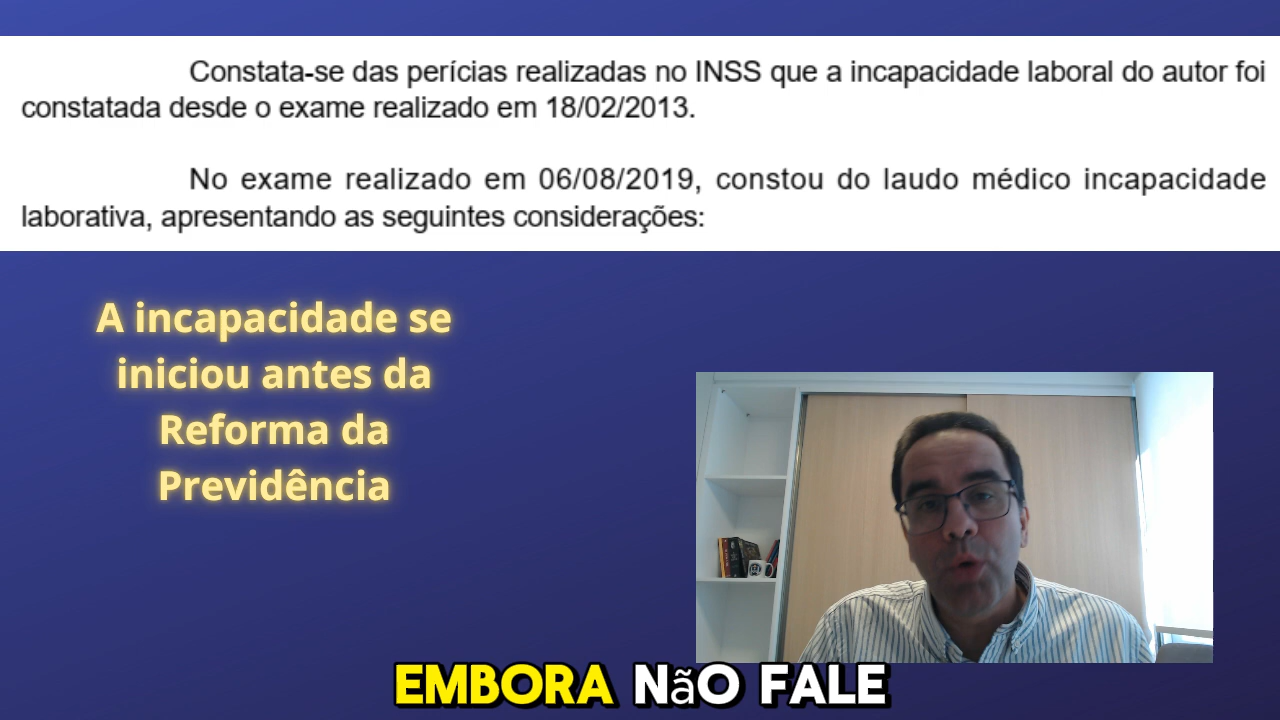 Constata-se das perícias realizadas no INSS que a incapacidade laboral do autor foi
constatada desde o exame realizado em 18/02/2013.
No exame realizado em 06/08/2019, constou do laudo médico incapacidade
laborativa, apresentando as seguintes considerações:
A incapacidade se
iniciou antes da
Reforma da
Previdência
EMBORA NãO FALE